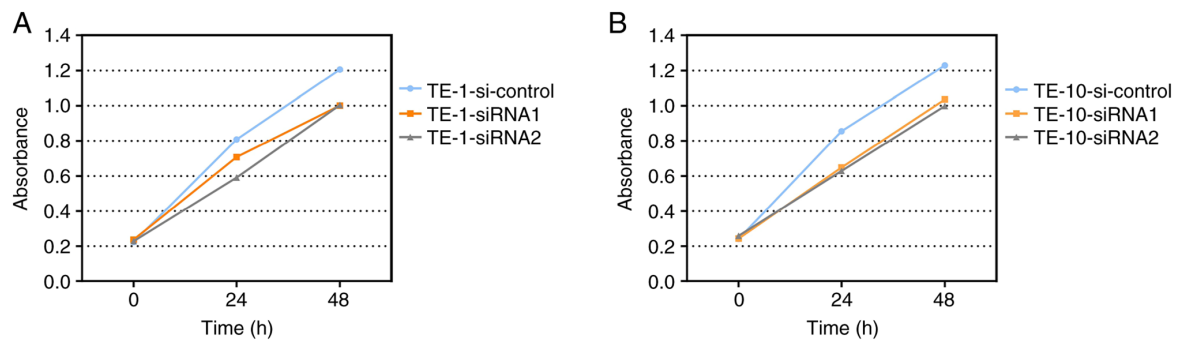 A
Absorbance
1.4
1.2
1.0
0.8
0.6
0.4
0.2
0.0
0 24 48
Time (h)
TE-1-si-control
TE-1-siRNA1
TE-1-siRNA2
B
Absorbance
1.4
1.2
1.0
0.8
0.6
0.4
0.2
0.0
0 24 48
Time (h)
TE-10-si-control
TE-10-siRNA1
TE-10-siRNA2